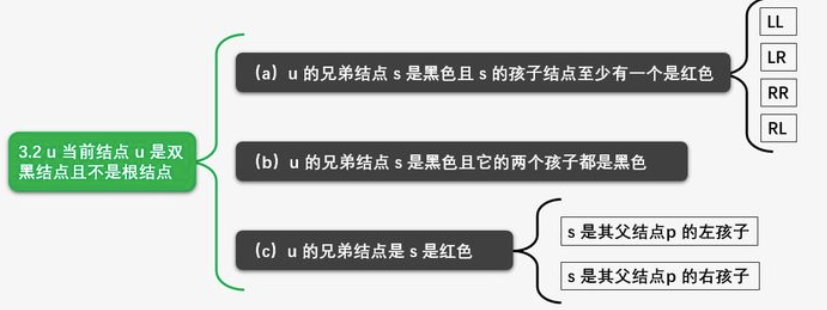 3.2 u 当前结点 u 是双
黑结点且不是根结点
（a）u 的兄弟结点 s 是黑色且 s 的孩子结点至少有一个是红色
LL
LR
RR
RL
（b）u 的兄弟结点 s 是黑色且它的两个孩子都是黑色
（c）u 的兄弟结点是 s 是红色
s 是其父结点p 的左孩子
s 是其父结点p 的右孩子